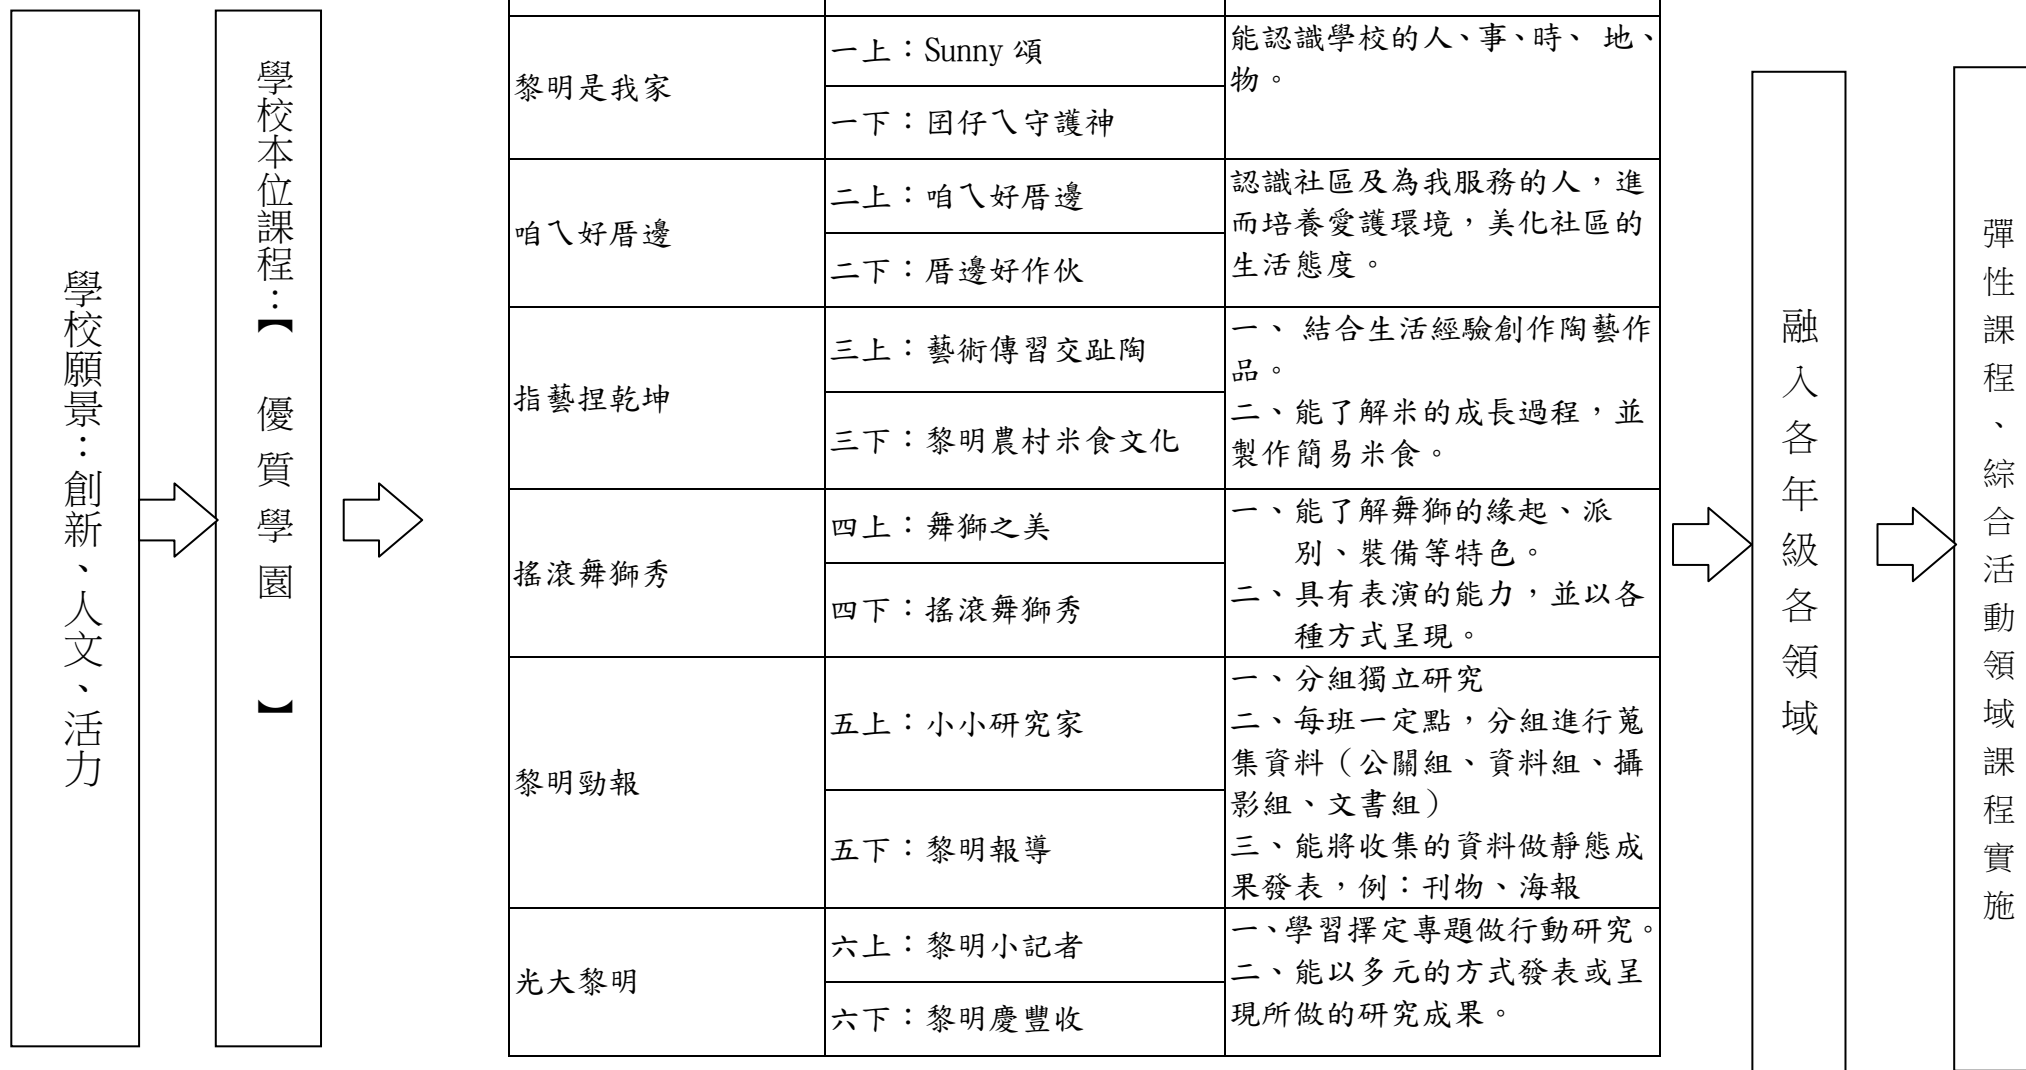 學校願景：創新、人文、活力
學校本位課程：【 優質學園 】
黎明是我家
一上：Sunny 頌
一下：囝仔ㄟ守護神
能認識學校的人、事、時、 地、
物。
咱ㄟ好厝邊
二上：咱ㄟ好厝邊
二下：厝邊好作伙
認識社區及為我服務的人，進
而培養愛護環境，美化社區的
生活態度。
指藝捏乾坤
三上：藝術傳習交趾陶
三下：黎明農村米食文化
一、 結合生活經驗創作陶藝作
品。
二、能了解米的成長過程，並
製作簡易米食。
搖滾舞獅秀
四上：舞獅之美
四下：搖滾舞獅秀
一、能了解舞獅的緣起、派
別、裝備等特色。
二、具有表演的能力，並以各
種方式呈現。
黎明勁報
五上：小小研究家
五下：黎明報導
一、分組獨立研究
二、每班一定點，分組進行蒐
集資料（公關組、資料組、攝
影組、文書組）
三、能將收集的資料做靜態成
果發表，例：刊物、海報
光大黎明
六上：黎明小記者
六下：黎明慶豐收
一、學習擇定專題做行動研究。
二、能以多元的方式發表或呈
現所做的研究成果。
融入各年級各領域
彈性課程、綜合活動領域課程實施